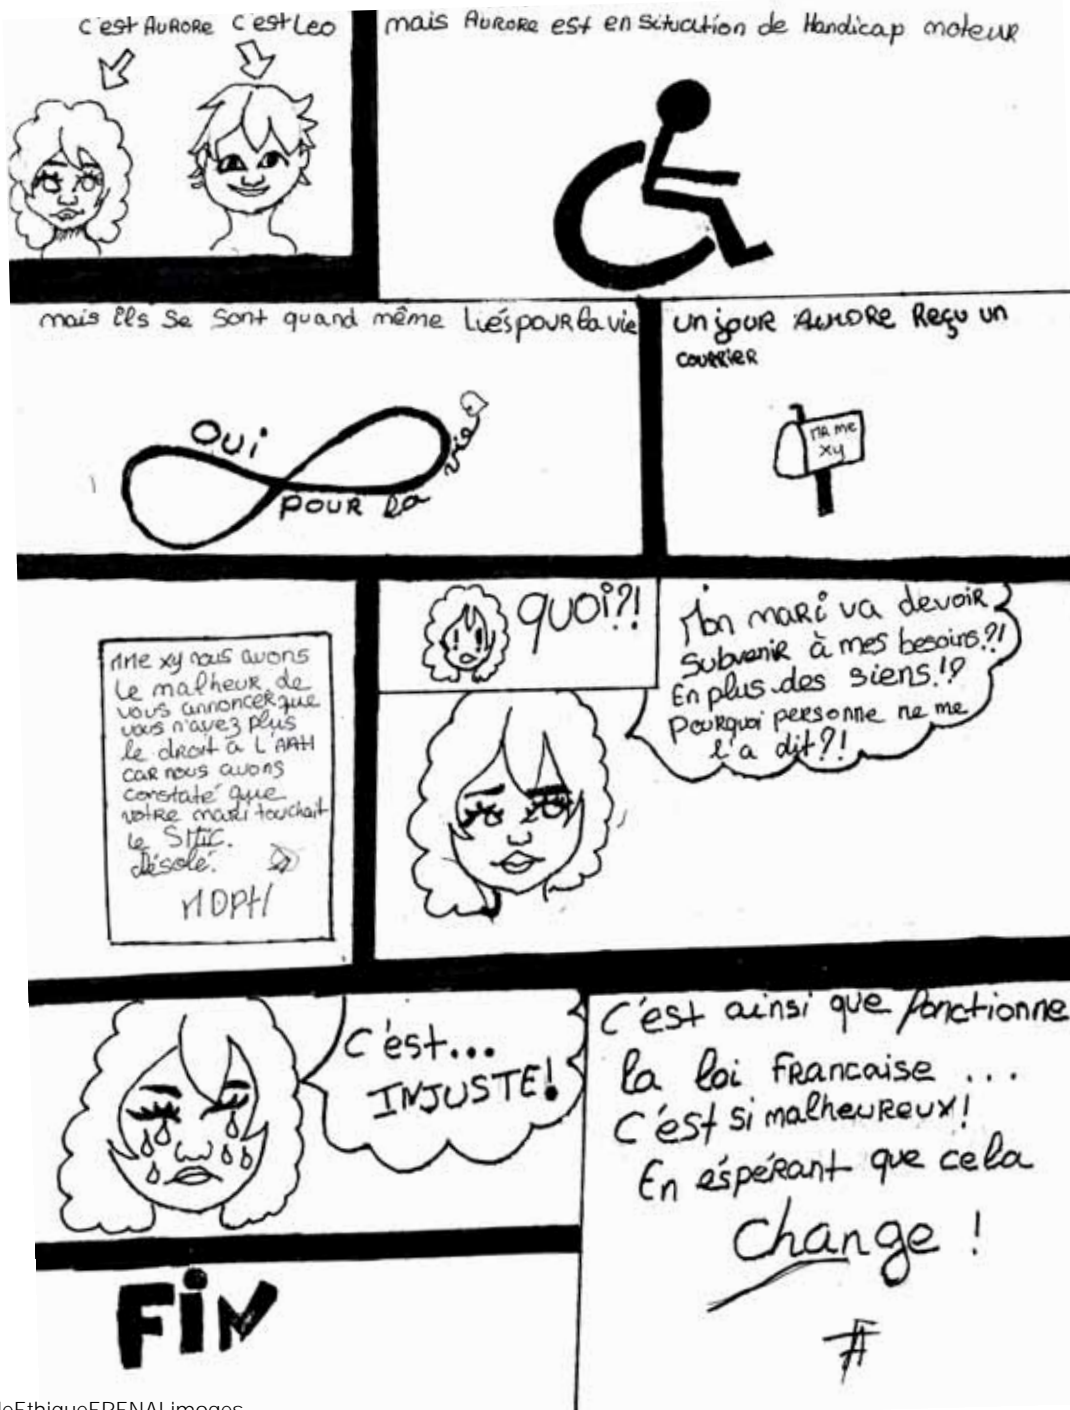 c'est AURORE c'est Leo
mais AURORE est en situation de Handicap moteur
mais ils se sont quand même Liés pour la vie
Oui
pour la
vie
un jour AURORE Reçu un
courrier
MR Me
xy
MMe xy nous avons
le malheur de
vous annoncer que
vous n'avez plus
le droit à l'AAH
car nous avons
constaté que
votre mari touchait
le SMIC.
Désolé.
MDPH
QUOI?!
Mon mari va devoir
subvenir à mes besoins?!
En plus des siens!?
Pourquoi personne ne me
l'a dit?!
C'est...
INJUSTE!
C'est ainsi que fonctionne
la loi Francaise ...
C'est si malheureux!
En éspérant que cela
Change !
#
FiN
leEthiqueERENALimoges